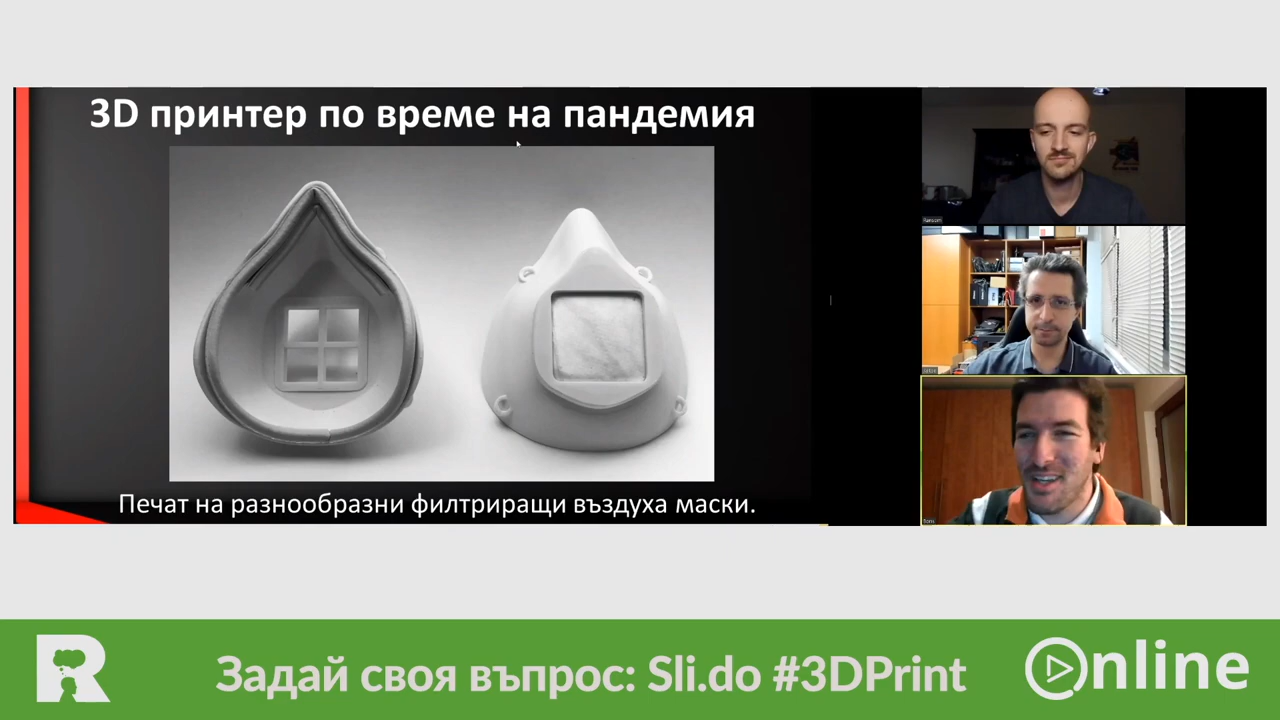 3D принтер по време на пандемия
Печат на разнообразни филтриращи въздуха маски.
Задай своя въпрос: Sli.do #3DPrint
R
Online